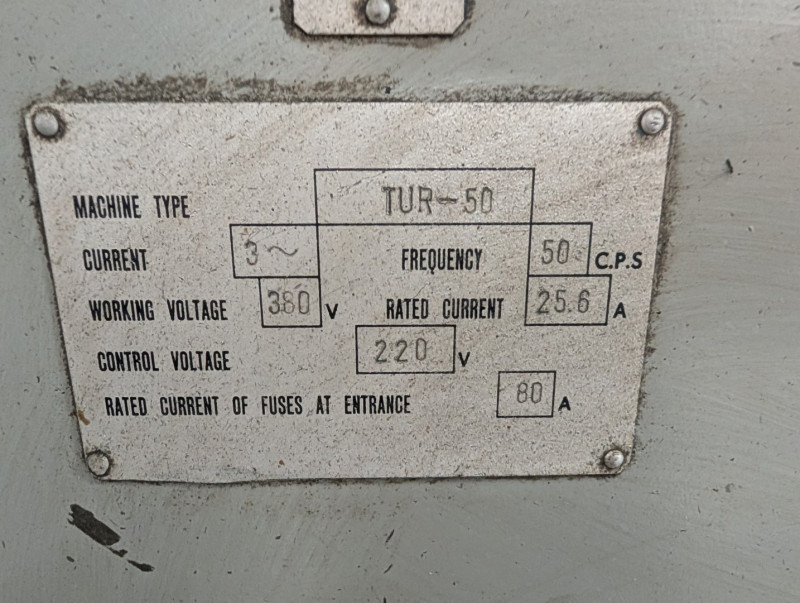 MACHINE TYPE TUR-50
CURRENT 3~ FREQUENCY 50 C.P.S
WORKING VOLTAGE 380 V RATED CURRENT 25.6 A
CONTROL VOLTAGE 220 V
RATED CURRENT OF FUSES AT ENTRANCE 80 A